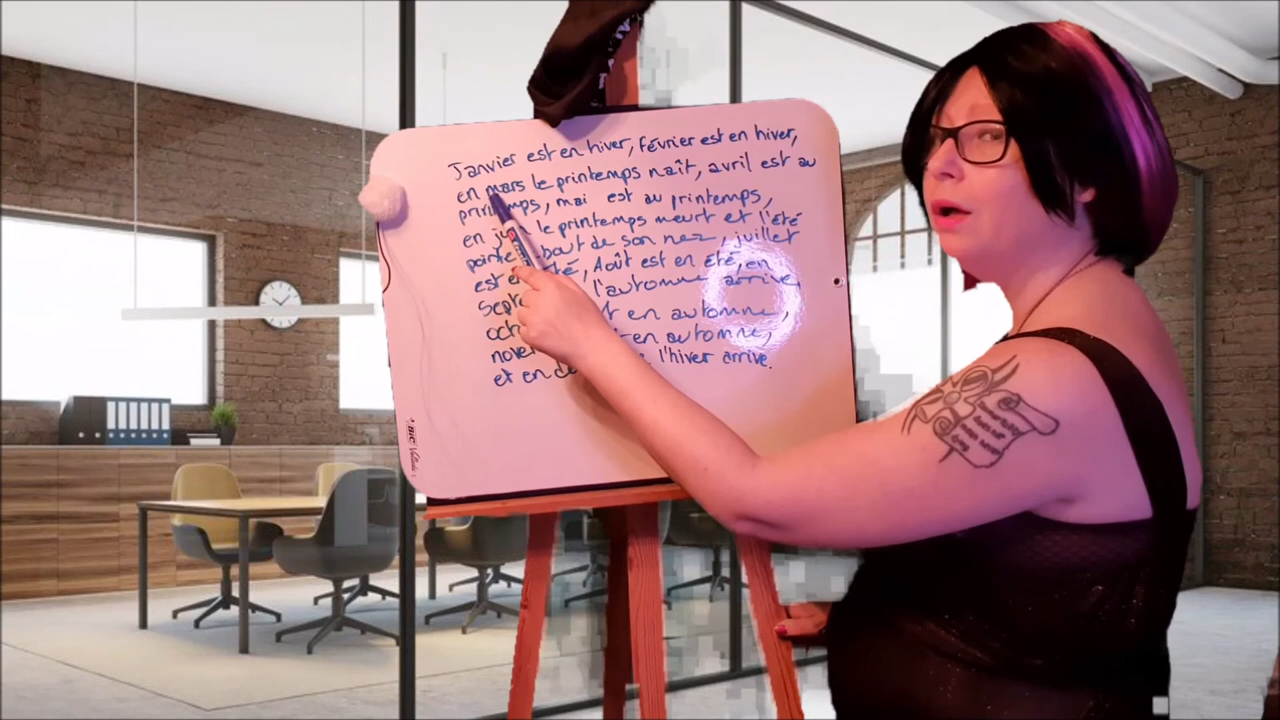 Janvier est en hiver, février est en hiver,
en mars le printemps naît, avril est au
printemps, mai est au printemps,
en le printemps meurt et l'été
pointe bout de son nez, juillet
est en été, Août est en été, en
l'automne arrive,
en automne,
en automne,
et en l'hiver arrive.
BIC Velleda